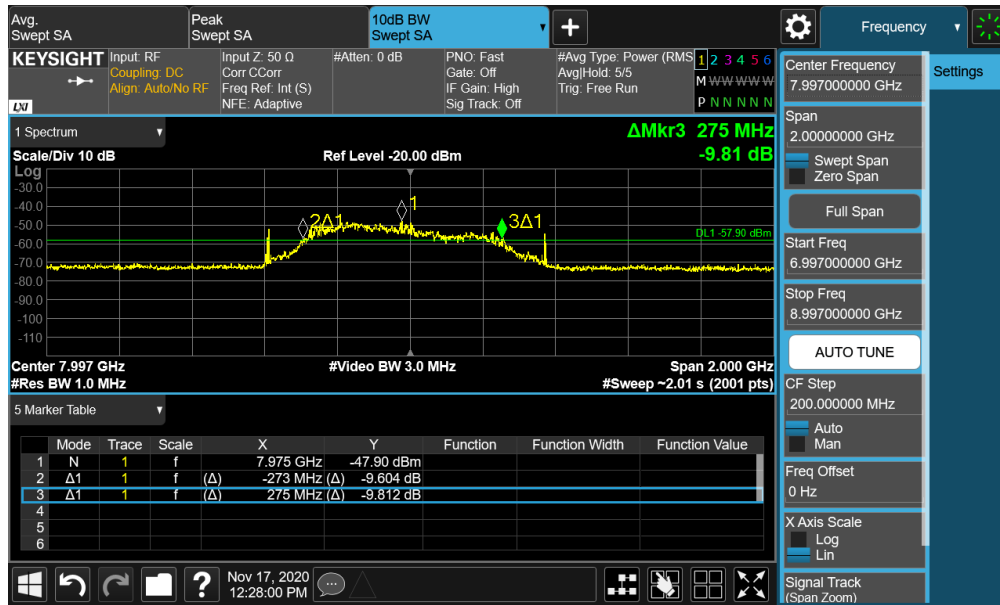 Avg.
Swept SA
Peak
Swept SA
10dB BW
Swept SA
Frequency
KEYSIGHT
LXI
Input: RF
Coupling: DC
Align: Auto/No RF
Input Z: 50 Ω
Corr CCorr
Freq Ref: Int (S)
NFE: Adaptive
#Atten: 0 dB
PNO: Fast
Gate: Off
IF Gain: High
Sig Track: Off
#Avg Type: Power (RMS
Avg|Hold: 5/5
Trig: Free Run
1 2 3 4 5 6
M W W W W W
P N N N N N
1 Spectrum
Scale/Div 10 dB
Ref Level -20.00 dBm
ΔMkr3 275 MHz
-9.81 dB
Log
-30.0
-40.0
-50.0
-60.0
-70.0
-80.0
-90.0
-100
-110
2Δ1
1
3Δ1
DL1 -57.90 dBm
Center 7.997 GHz
#Video BW 3.0 MHz
Span 2.000 GHz
#Res BW 1.0 MHz
#Sweep ~2.01 s (2001 pts)
5 Marker Table
Mode Trace Scale X Y Function Function Width Function Value
1 N 1 f 7.975 GHz -47.90 dBm
2 Δ1 1 f (Δ) -273 MHz (Δ) -9.604 dB
3 Δ1 1 f (Δ) 275 MHz (Δ) -9.812 dB
4
5
6
Nov 17, 2020
12:28:00 PM
Center Frequency
7.997000000 GHz
Span
2.00000000 GHz
Swept Span
Zero Span
Full Span
Start Freq
6.997000000 GHz
Stop Freq
8.997000000 GHz
AUTO TUNE
CF Step
200.000000 MHz
Auto
Man
Freq Offset
0 Hz
X Axis Scale
Log
Lin
Signal Track
(Span Zoom)
Settings